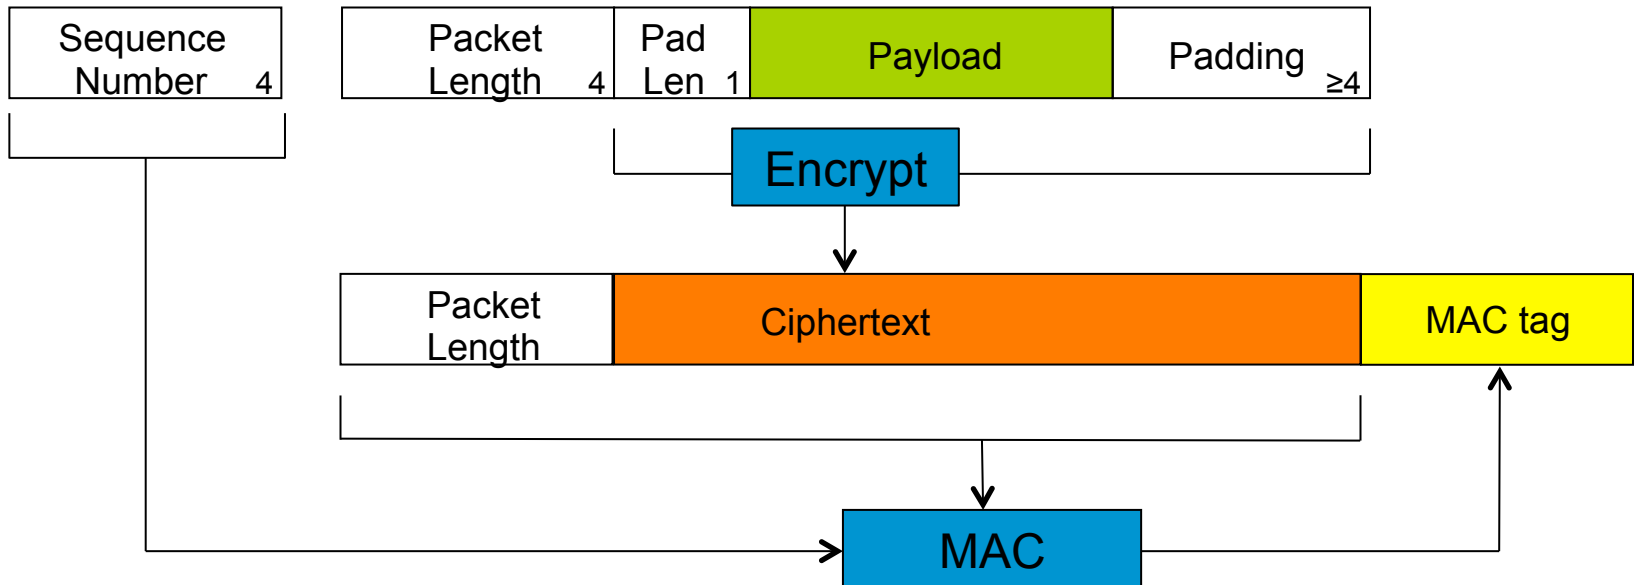 Sequence
Number 4
Packet
Length 4
Pad
Len 1
Payload
Padding
≥4
Encrypt
Packet
Length
Ciphertext
MAC tag
MAC